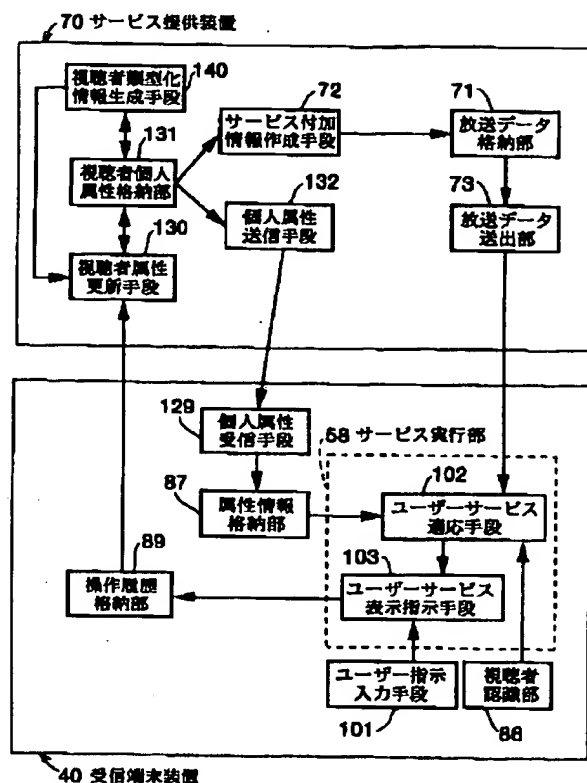 70 サービス提供装置
視聴者類型化
情報生成手段
140
131
視聴者個人
属性格納部
130
視聴者属性
更新手段
72
サービス付加
情報作成手段
132
個人属性
送信手段
71
放送データ
格納部
73
放送データ
送出部
129
個人属性
受信手段
58 サービス実行部
87
属性情報
格納部
102
ユーザーサービス
適応手段
89
操作履歴
格納部
103
ユーザーサービス
表示指示手段
ユーザー指示
入力手段
101
視聴者
認識部
88
40 受信端末装置